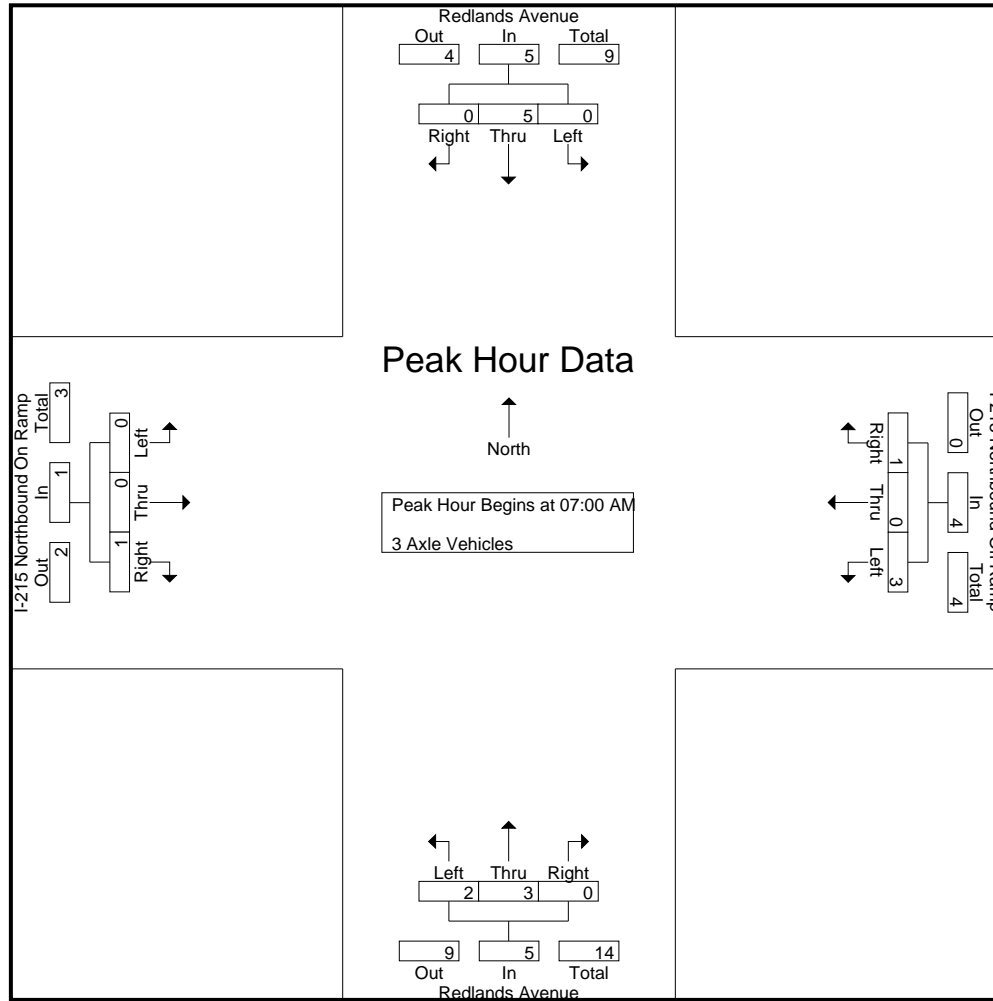 Redlands Avenue
Out In Total
4 5 9
0 5 0
Right Thru Left
Peak Hour Data
North
Peak Hour Begins at 07:00 AM
3 Axle Vehicles
I-215 Northbound On Ramp
Out In Total
2 1 3
1 0 0
Right Thru Left
Out In Total
0 4 4
1 0 3
Right Thru Left
Left Thru Right
2 3 0
9 5 14
Out In Total
Redlands Avenue